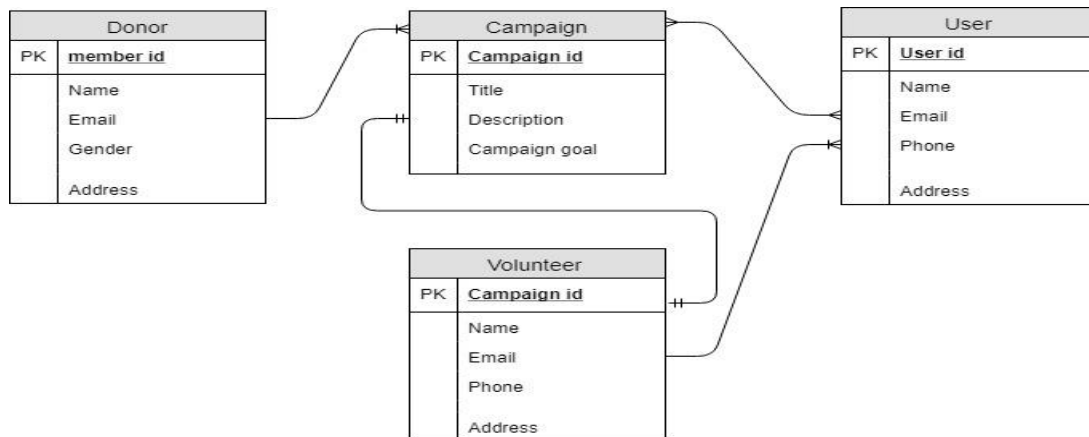 Donor
PK member id
Name
Email
Gender
Address
Campaign
PK Campaign id
Title
Description
Campaign goal
User
PK User id
Name
Email
Phone
Address
Volunteer
PK Campaign id
Name
Email
Phone
Address